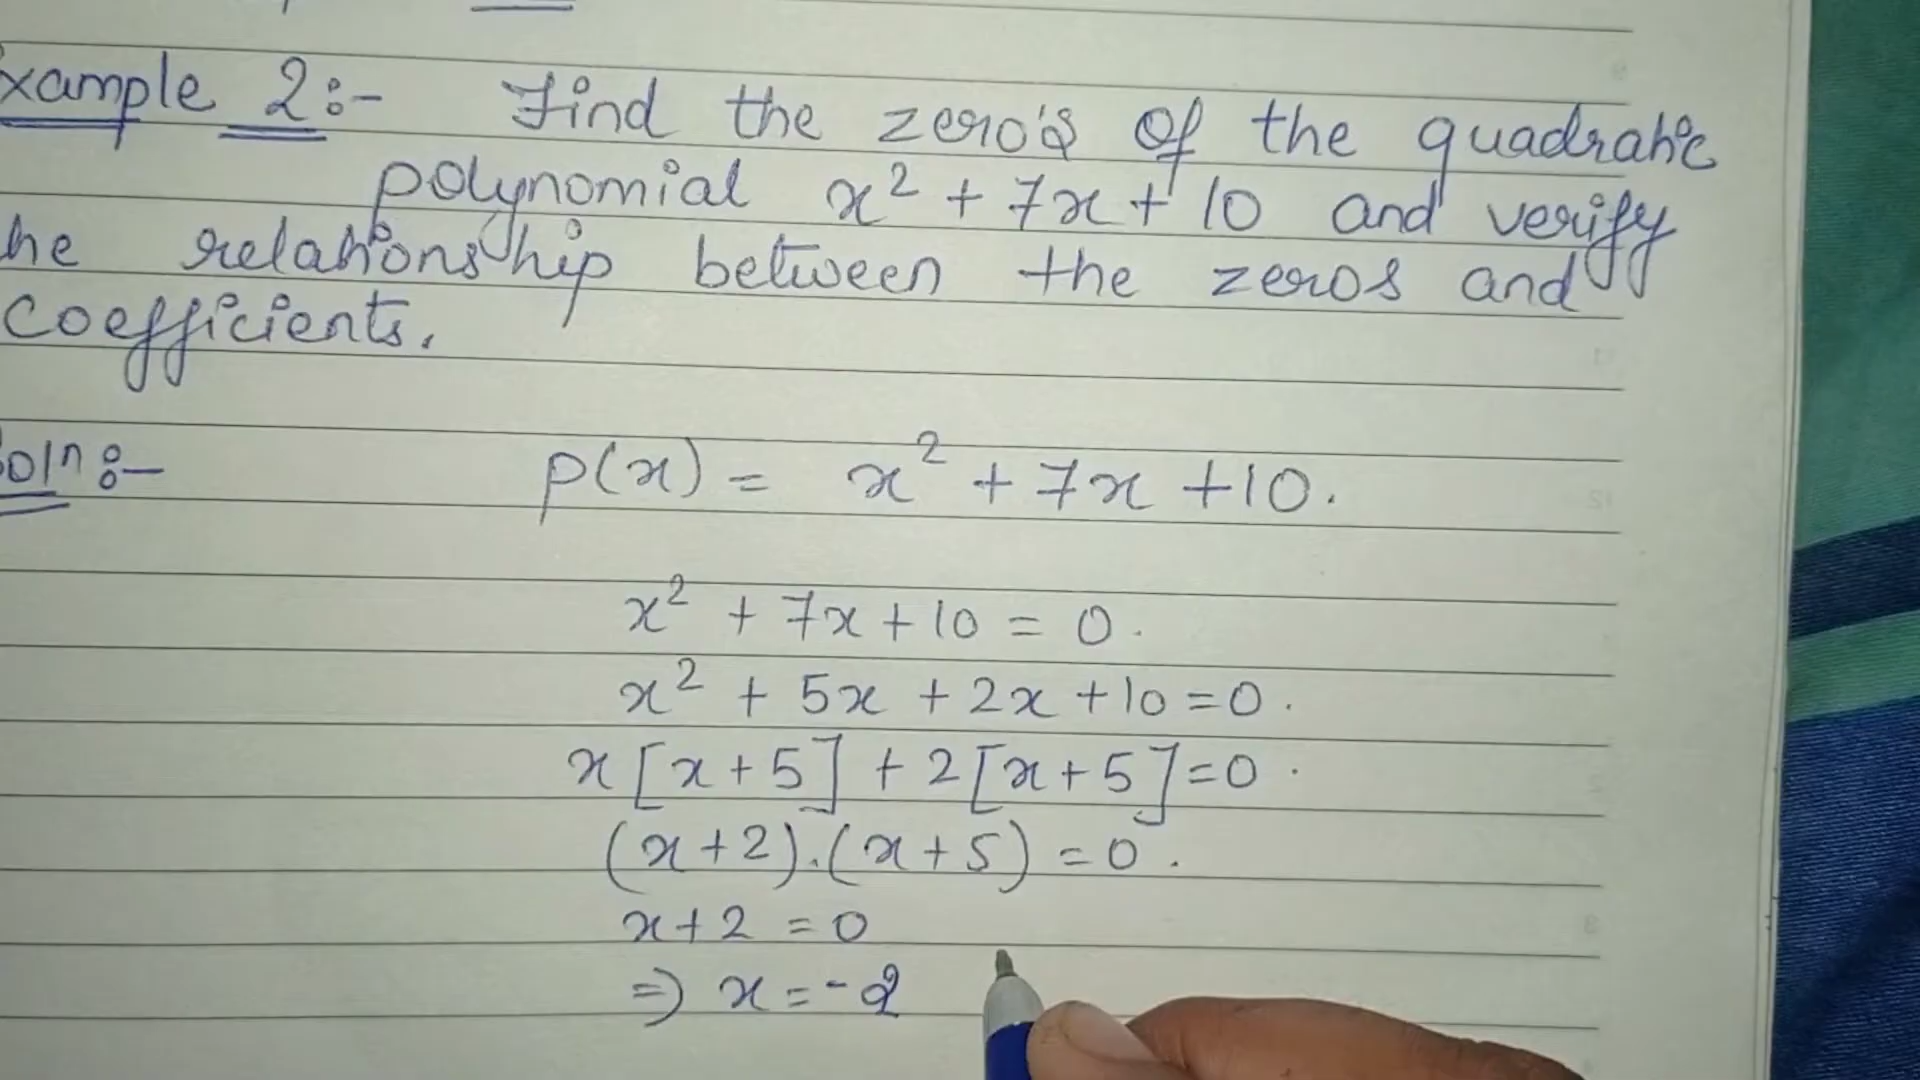 xample 2:-  Find the zero's of the quadratic
polynomial x² + 7x + 10 and verify
he relationship between the zeros and
coefficients.
oln:-  p(x) = x² + 7x + 10.
x² + 7x + 10 = 0.
x² + 5x + 2x + 10 = 0.
x[x+5] + 2[x+5] = 0.
(x+2).(x+5) = 0.
x+2 = 0
⇒ x = -2